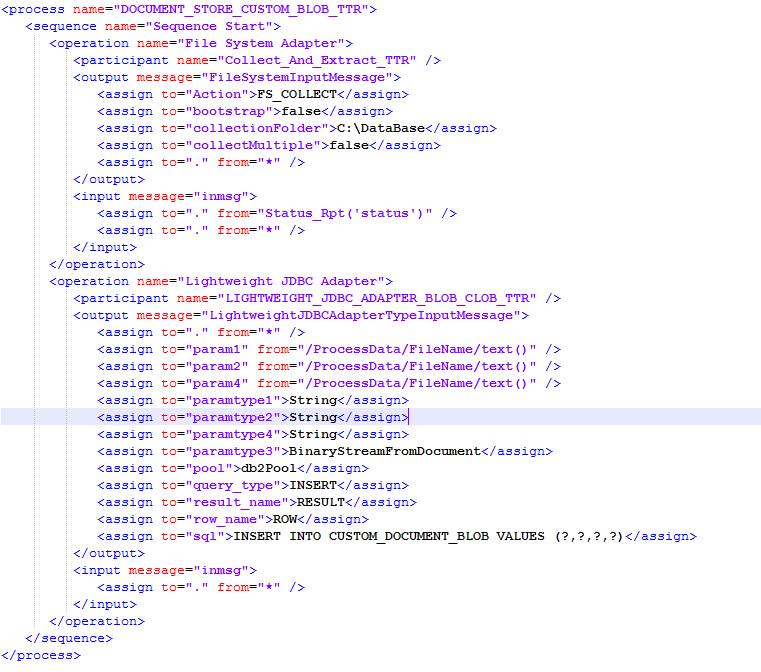 <process name="DOCUMENT_STORE_CUSTOM_BLOB_TTR">
<sequence name="Sequence Start">
<operation name="File System Adapter">
<participant name="Collect_And_Extract_TTR" />
<output message="FileSystemInputMessage">
<assign to="Action">FS_COLLECT</assign>
<assign to="bootstrap">false</assign>
<assign to="collectionFolder">C:\DataBase</assign>
<assign to="collectMultiple">false</assign>
<assign to="." from="*" />
</output>
<input message="inmsg">
<assign to="." from="Status_Rpt('status')" />
<assign to="." from="*" />
</input>
</operation>
<operation name="Lightweight JDBC Adapter">
<participant name="LIGHTWEIGHT_JDBC_ADAPTER_BLOB_CLOB_TTR" />
<output message="LightweightJDBCAdapterTypeInputMessage">
<assign to="." from="*" />
<assign to="param1" from="/ProcessData/FileName/text()" />
<assign to="param2" from="/ProcessData/FileName/text()" />
<assign to="param4" from="/ProcessData/FileName/text()" />
<assign to="paramtype1">String</assign>
<assign to="paramtype2">String</assign>
<assign to="paramtype4">String</assign>
<assign to="paramtype3">BinaryStreamFromDocument</assign>
<assign to="pool">db2Pool</assign>
<assign to="query_type">INSERT</assign>
<assign to="result_name">RESULT</assign>
<assign to="row_name">ROW</assign>
<assign to="sql">INSERT INTO CUSTOM_DOCUMENT_BLOB VALUES (?,?,?,?)</assign>
</output>
<input message="inmsg">
<assign to="." from="*" />
</input>
</operation>
</sequence>
</process>